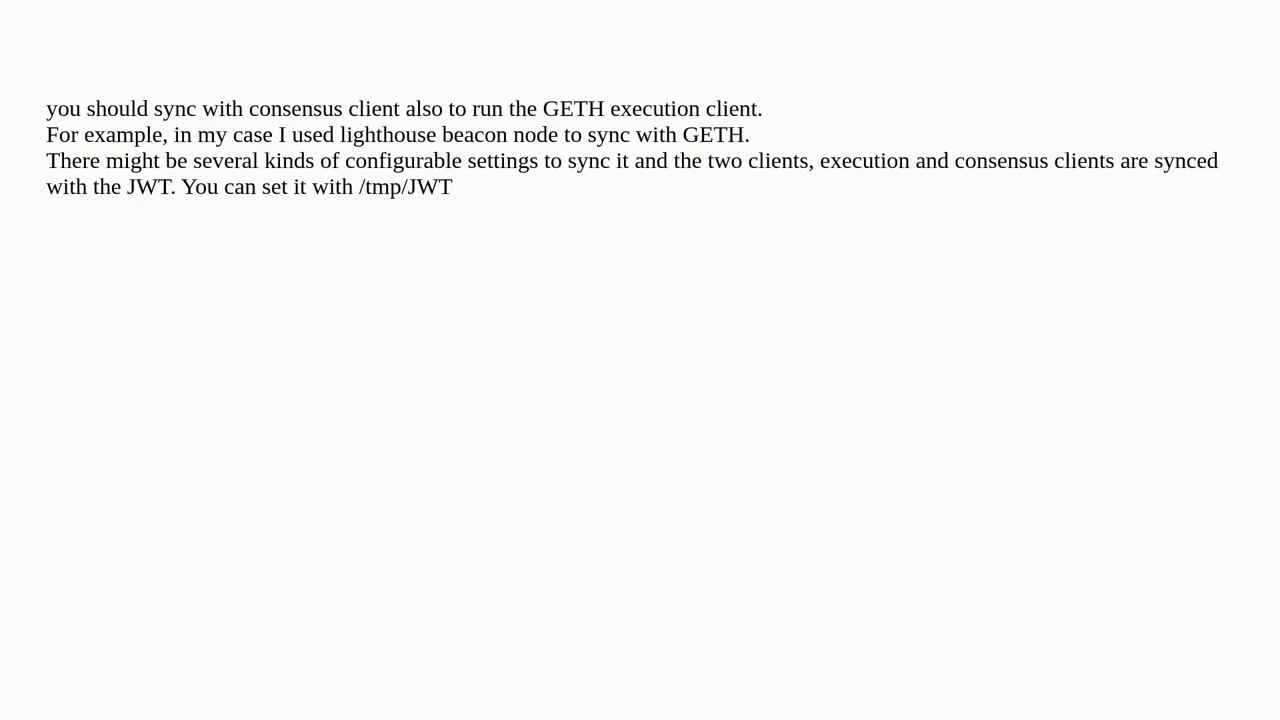 you should sync with consensus client also to run the GETH execution client.
For example, in my case I used lighthouse beacon node to sync with GETH.
There might be several kinds of configurable settings to sync it and the two clients, execution and consensus clients are synced
with the JWT. You can set it with /tmp/JWT